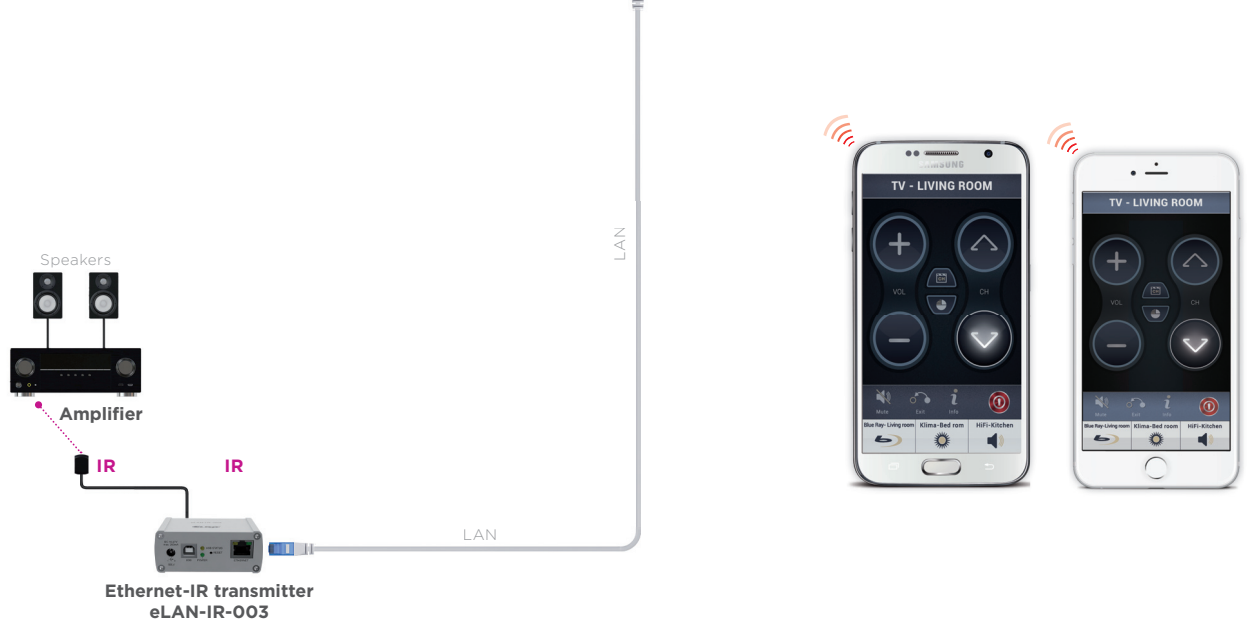 LAN
Speakers
Amplifier
IR
IR
LAN
Ethernet-IR transmitter
eLAN-IR-003
SAMSUNG
TV - LIVING ROOM
VOL
CH
Mute
Exit
Info
Blue Ray- Living room
Klima-Bed rom
HiFi-Kitchen
TV - LIVING ROOM
VOL
CH
Mute
Exit
Info
Blue Ray- Living room
Klima-Bed rom
HiFi-Kitchen